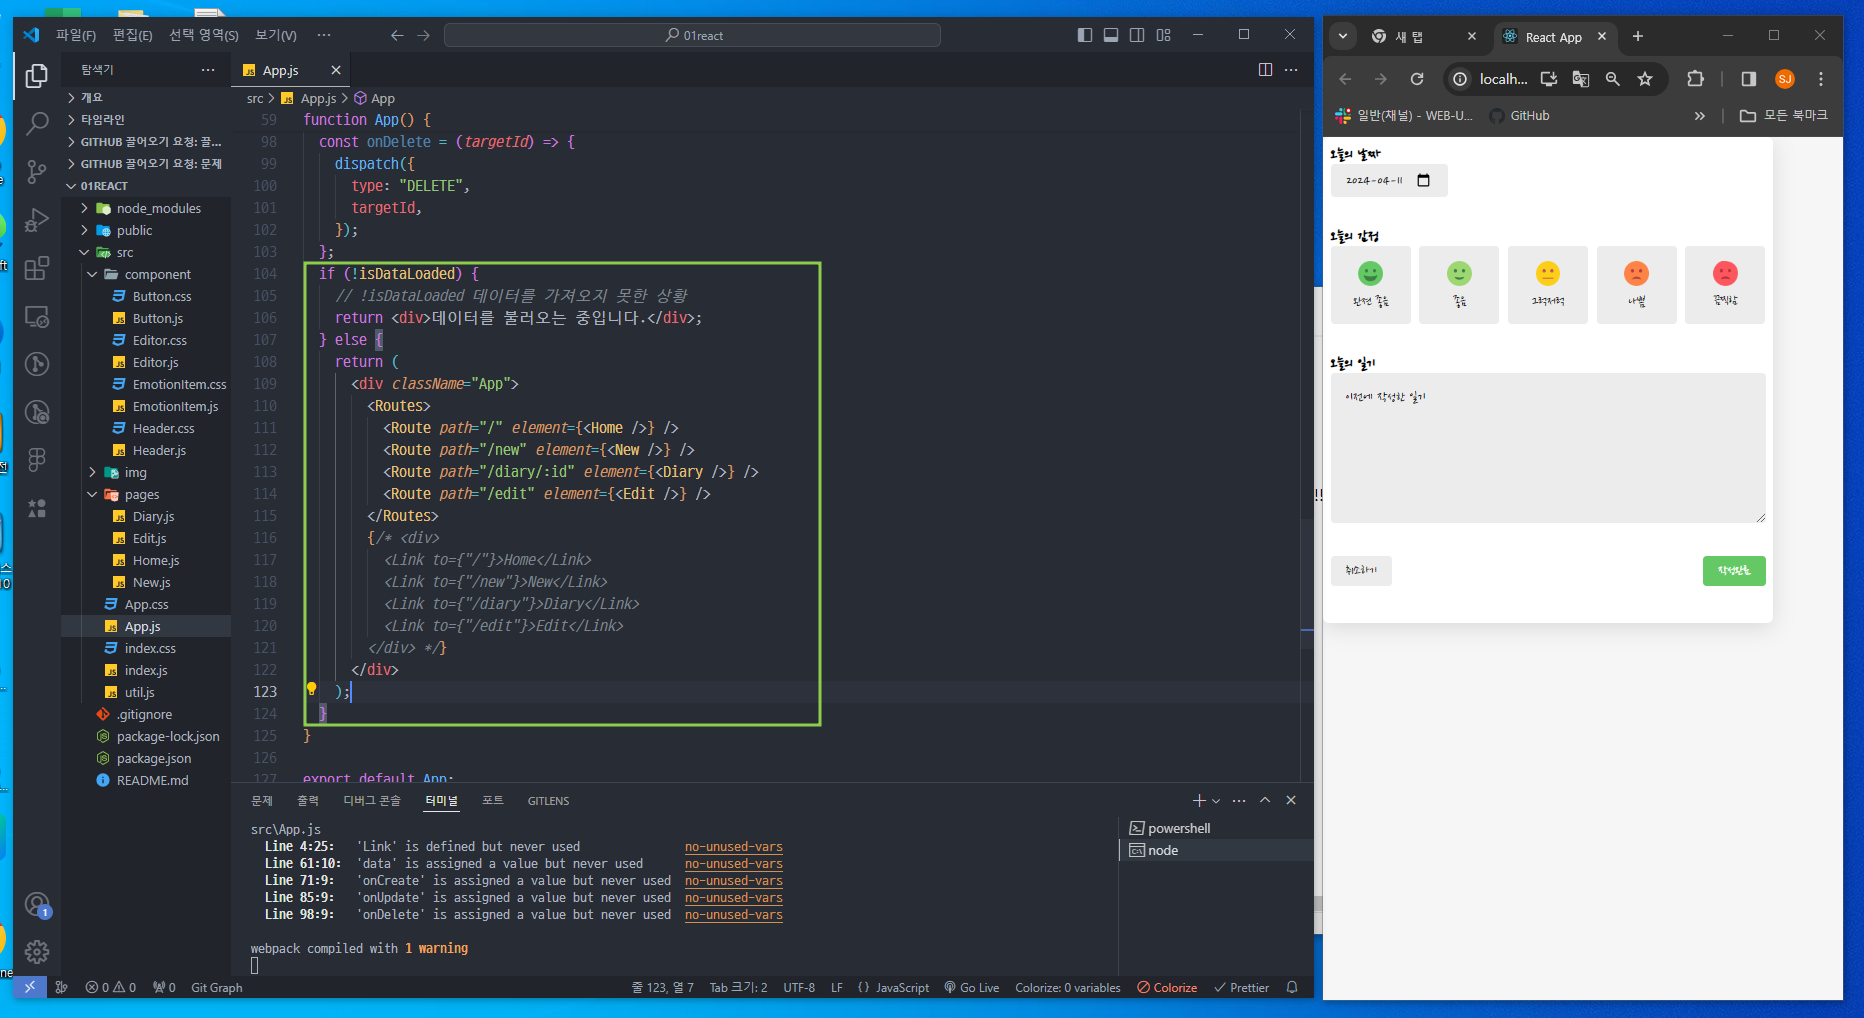 파일(F) 편집(E) 선택 영역(S) 보기(V) ···
01react
탐색기 ···
개요
타임라인
GITHUB 끌어오기 요청: 끌...
GITHUB 끌어오기 요청: 문제
01REACT
node_modules
public
src
component
Button.css
Button.js
Editor.css
Editor.js
EmotionItem.css
EmotionItem.js
Header.css
Header.js
img
pages
Diary.js
Edit.js
Home.js
New.js
App.css
App.js
index.css
index.js
util.js
.gitignore
package-lock.json
package.json
README.md
App.js
src > App.js > App
59 function App() {
98 const onDelete = (targetId) => {
99 dispatch({
100 type: "DELETE",
101 targetId,
102 });
103 };
104 if (!isDataLoaded) {
105 // !isDataLoaded 데이터를 가져오지 못한 상황
106 return <div>데이터를 불러오는 중입니다.</div>;
107 } else {
108 return (
109 <div className="App">
110 <Routes>
111 <Route path="/" element={<Home />} />
112 <Route path="/new" element={<New />} />
113 <Route path="/diary/:id" element={<Diary />} />
114 <Route path="/edit" element={<Edit />} />
115 </Routes>
116 {/* <div>
117 <Link to={"/"}>Home</Link>
118 <Link to={"/new"}>New</Link>
119 <Link to={"/diary"}>Diary</Link>
120 <Link to={"/edit"}>Edit</Link>
121 </div> */}
122 </div>
123 );
124 }
125 }
126
127 export default App;
문제 출력 디버그 콘솔 터미널 포트 GITLENS
src\App.js
Line 4:25: 'Link' is defined but never used no-unused-vars
Line 61:10: 'data' is assigned a value but never used no-unused-vars
Line 71:9: 'onCreate' is assigned a value but never used no-unused-vars
Line 85:9: 'onUpdate' is assigned a value but never used no-unused-vars
Line 98:9: 'onDelete' is assigned a value but never used no-unused-vars
webpack compiled with 1 warning
powershell
node
1
0 0 0 Git Graph 줄 123, 열 7 Tab 크기: 2 UTF-8 LF {} JavaScript Go Live Colorize: 0 variables Colorize Prettier
새 탭
React App
localh...
SJ
일반(채널) - WEB-U...
GitHub
모든 북마크
오늘의 날짜
2024-04-11
오늘의 감정
완전 좋음
좋음
그럭저럭
나쁨
끔찍함
오늘의 일기
이전에 작성한 일기
취소하기
작성완료